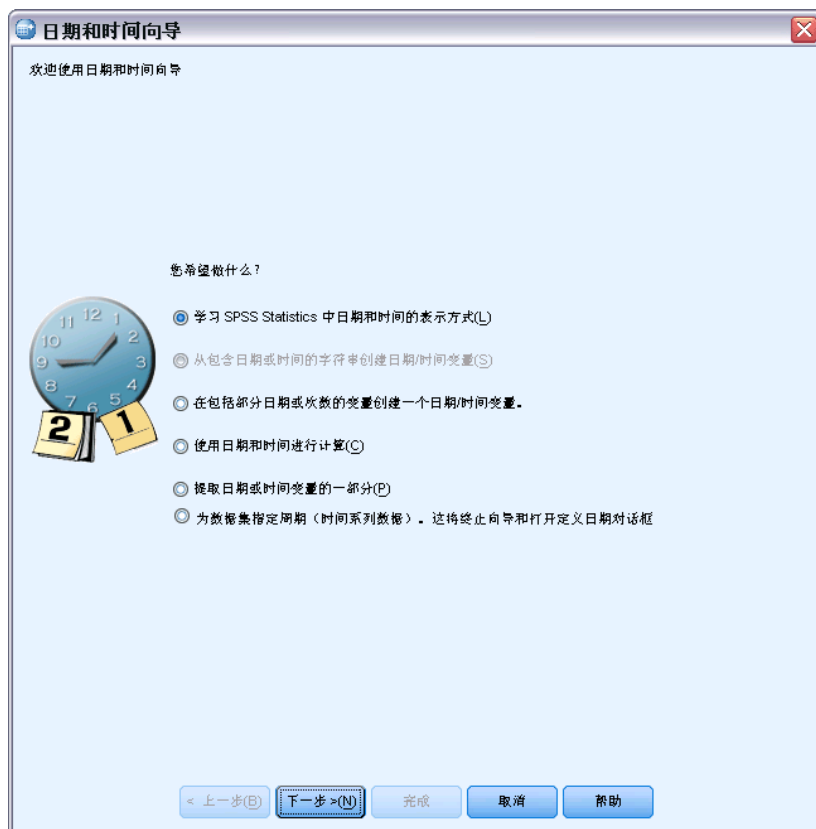 日期和时间向导
欢迎使用日期和时间向导
您希望做什么?
学习 SPSS Statistics 中日期和时间的表示方式(L)
从包含日期或时间的字符串创建日期/时间变量(S)
在包括部分日期或次数的变量创建一个日期/时间变量。
使用日期和时间进行计算(C)
提取日期或时间变量的一部分(P)
为数据集指定周期（时间系列数据）。这将终止向导和打开定义日期对话框
12
11
1
10
2
9
3
8
4
7
6
5
2
1
< 上一步(B)
下一步 >(N)
完成
取消
帮助